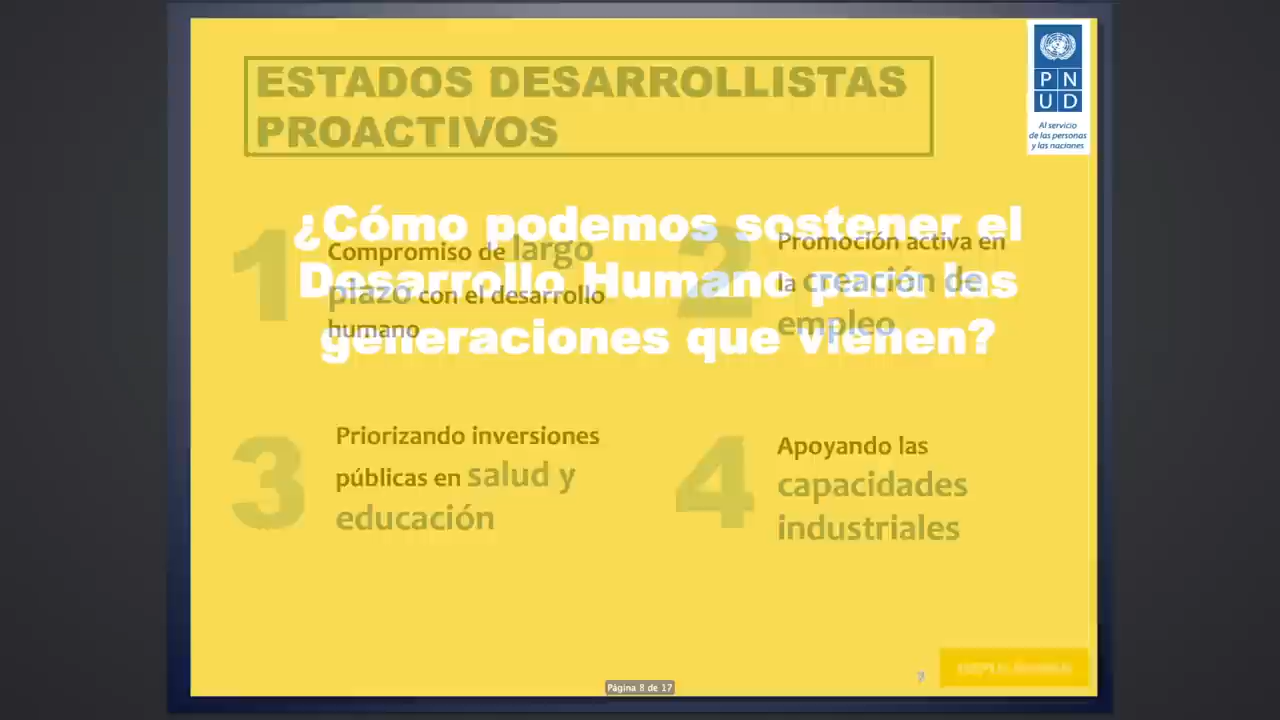 ESTADOS DESARROLLISTAS
PROACTIVOS
PN
UD
Al servicio
de las personas
y las naciones
¿Cómo podemos sostener el
Desarrollo Humano para las
generaciones que vienen?
1
Compromiso de largo
plazo con el desarrollo
humano
2
Promoción activa en
la creación de
empleo
3
Priorizando inversiones
públicas en salud y
educación
4
Apoyando las
capacidades
industriales
Página 8 de 17